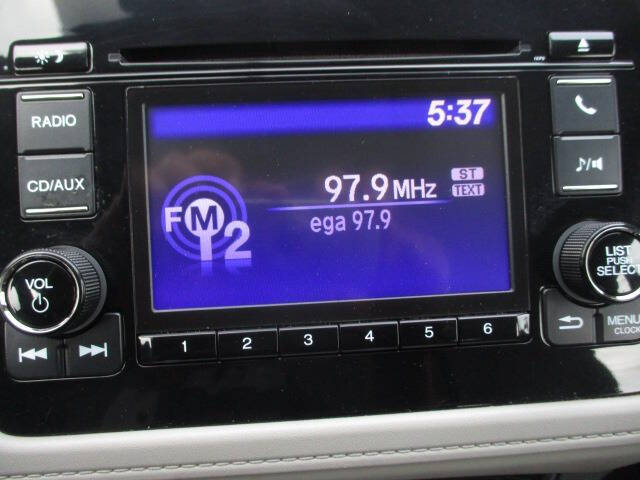 5:37
RADIO
CD/AUX
97.9 MHz
ST
TEXT
FM 2
ega 97.9
VOL
LIST
PUSH
SELECT
1 2 3 4 5 6
MENU
CLOCK